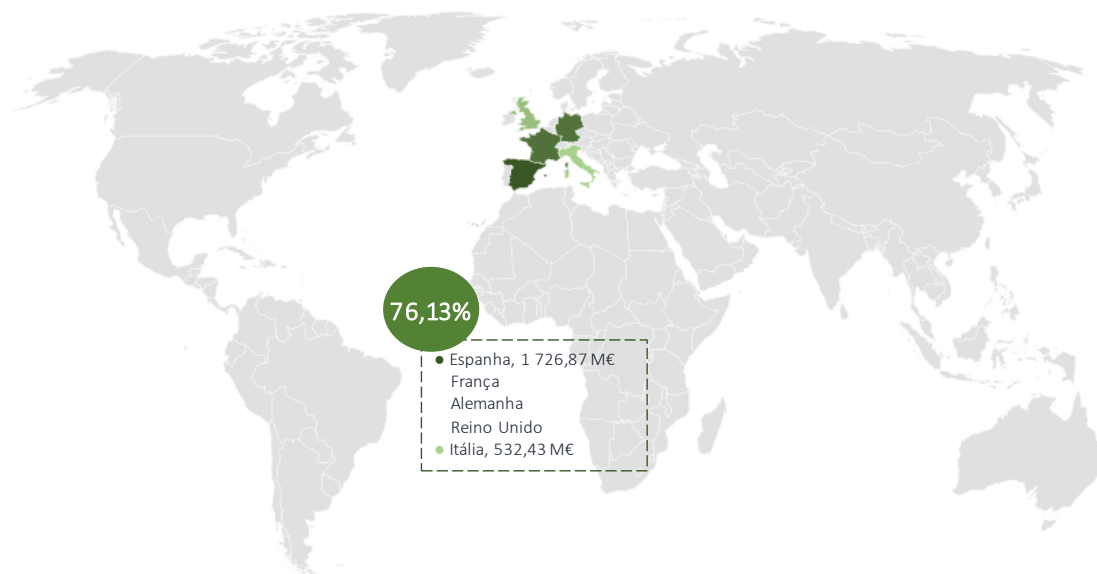 76,13%
Espanha, 1 726,87 M€
França
Alemanha
Reino Unido
Itália, 532,43 M€